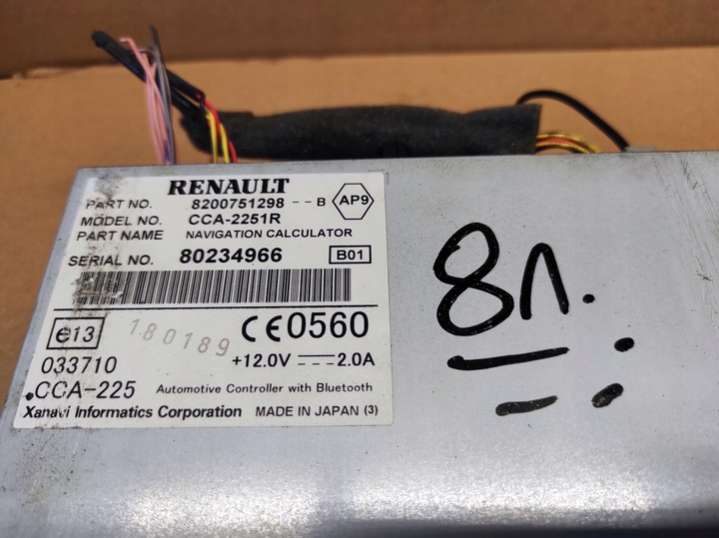 RENAULT
PART NO. 8200751298 -- B AP9
MODEL NO. CCA-2251R
PART NAME NAVIGATION CALCULATOR
SERIAL NO. 80234966 B01
e13 180189 CE0560
033710 +12.0V 2.0A
CCA-225 Automotive Controller with Bluetooth
Xanavi Informatics Corporation MADE IN JAPAN (3)
8л.